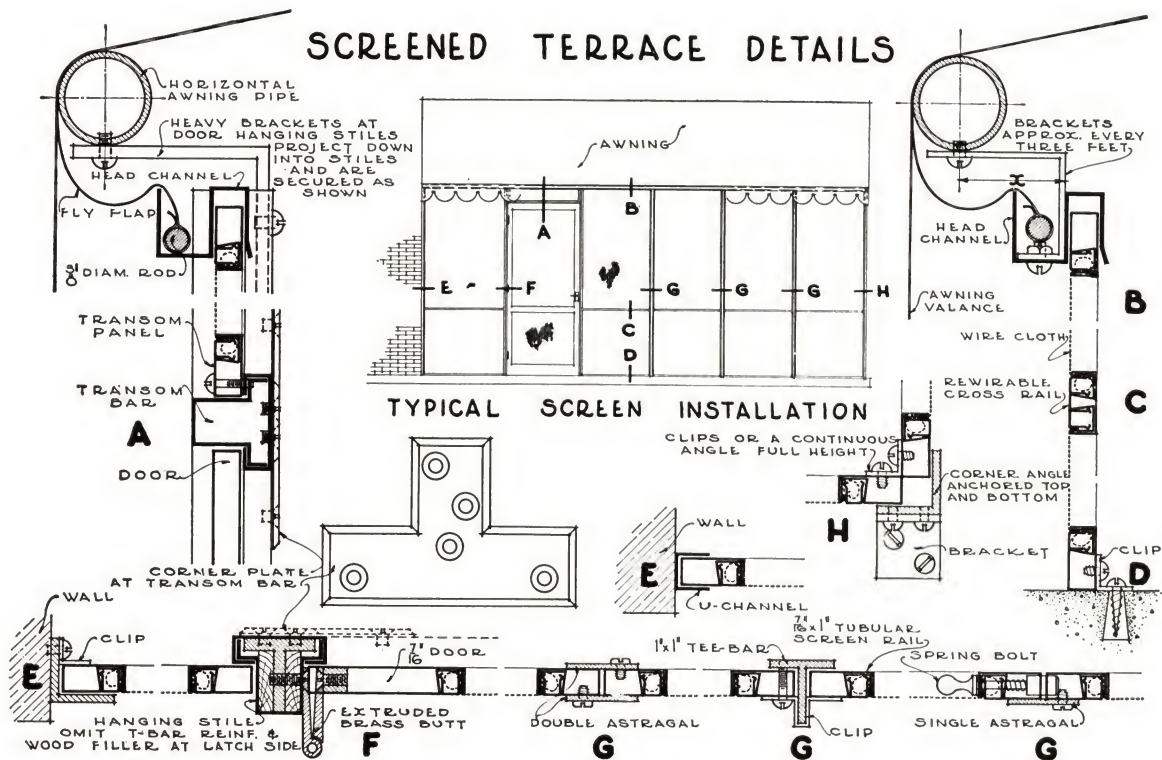 SCREENED TERRACE DETAILS
HORIZONTAL
AWNING PIPE
HEAVY BRACKETS AT
DOOR HANGING STILES
PROJECT DOWN
INTO STILES
AND ARE
SECURED AS
SHOWN
HEAD CHANNEL
FLY FLAP
3/8" DIAM. ROD
TRANSOM
PANEL
TRANSOM
BAR
A
DOOR
CORNER PLATE
AT TRANSOM BAR
AWNING
A
B
E
F
G
G
G
H
C
D
TYPICAL SCREEN INSTALLATION
BRACKETS
APPROX. EVERY
THREE FEET
X
HEAD
CHANNEL
AWNING
VALANCE
B
WIRE CLOTH
REWIRABLE
CROSS RAIL
C
CLIPS OR A CONTINUOUS
ANGLE FULL HEIGHT
CORNER ANGLE
ANCHORED TOP
AND BOTTOM
H
BRACKET
CLIP
D
WALL
E
U-CHANNEL
WALL
CLIP
E
HANGING STILE
OMIT T-BAR REINF. &
WOOD FILLER AT LATCH SIDE
7/16" DOOR
EXTRUDED
BRASS BUTT
F
DOUBLE ASTRAGAL
G
1"x1" TEE-BAR
7/16"x1" TUBULAR
SCREEN RAIL
CLIP
G
SPRING BOLT
SINGLE ASTRAGAL
G